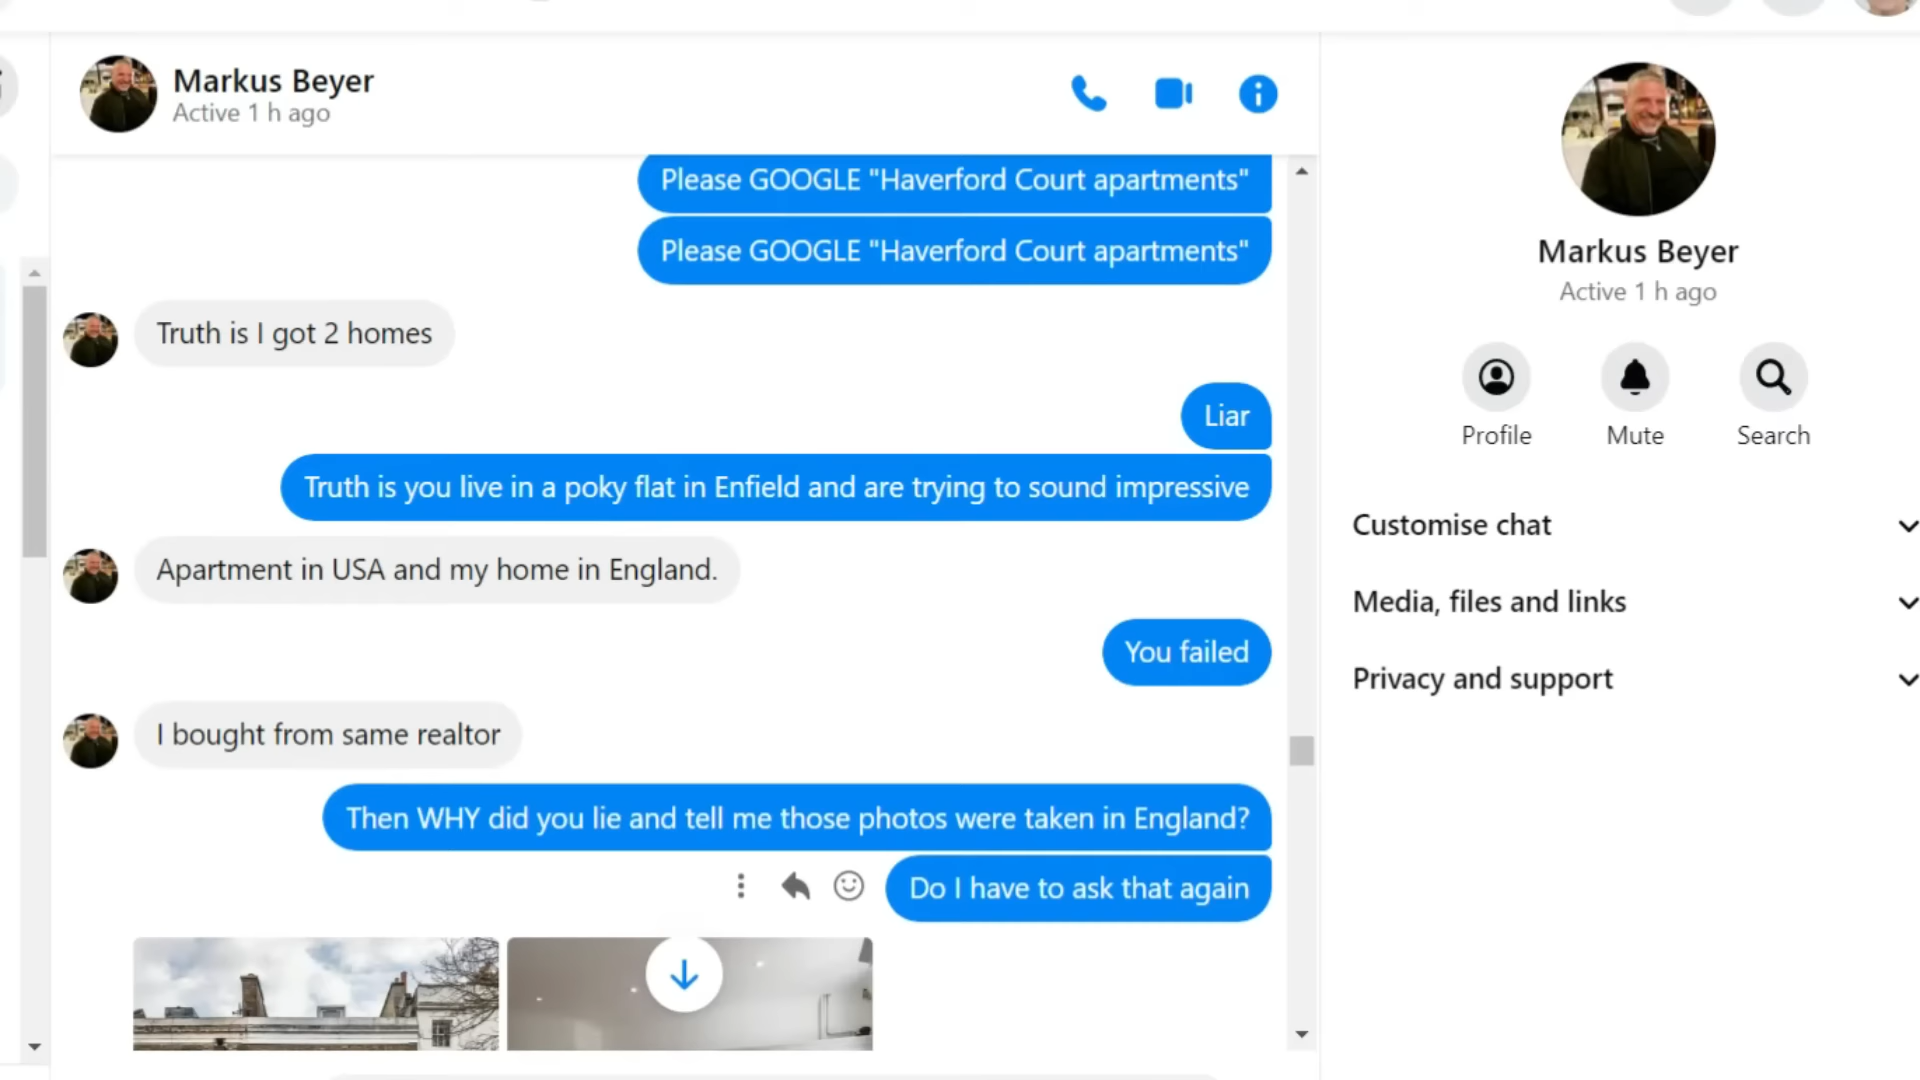 Markus Beyer
Active 1 h ago
Please GOOGLE "Haverford Court apartments"
Please GOOGLE "Haverford Court apartments"
Truth is I got 2 homes
Liar
Truth is you live in a poky flat in Enfield and are trying to sound impressive
Apartment in USA and my home in England.
You failed
I bought from same realtor
Then WHY did you lie and tell me those photos were taken in England?
Do I have to ask that again
Markus Beyer
Active 1 h ago
Profile
Mute
Search
Customise chat
Media, files and links
Privacy and support